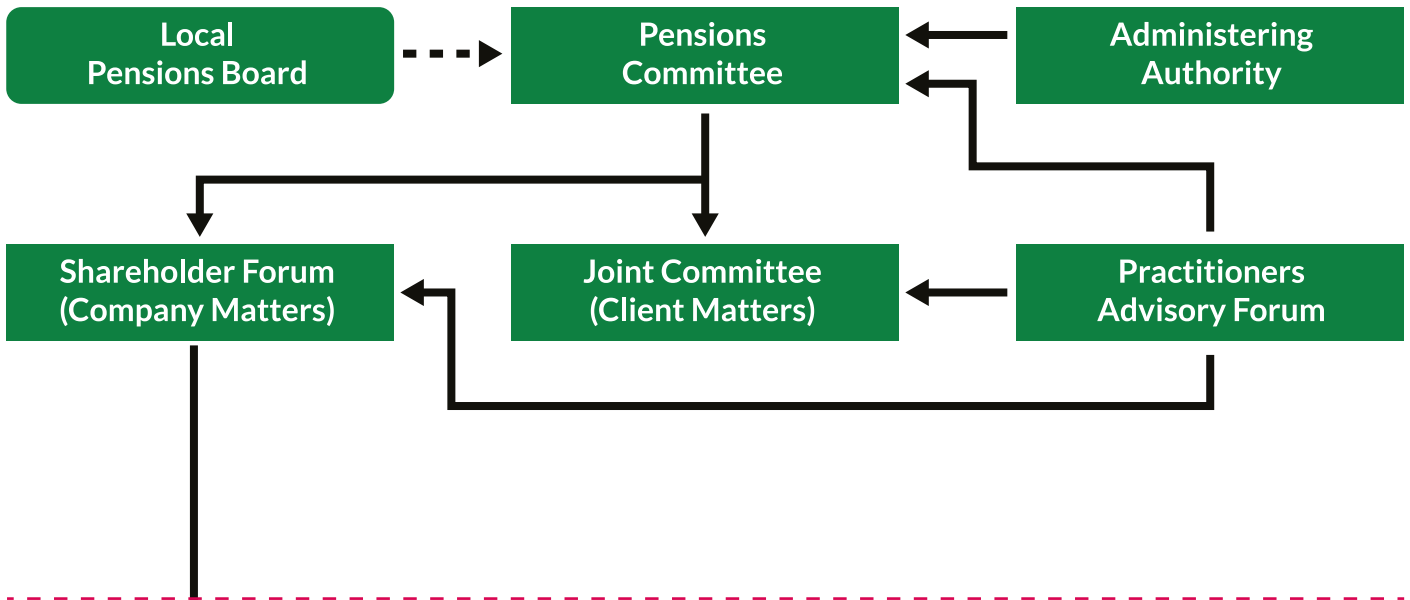 Local
Pensions Board
Pensions
Committee
Administering
Authority
Shareholder Forum
(Company Matters)
Joint Committee
(Client Matters)
Practitioners
Advisory Forum